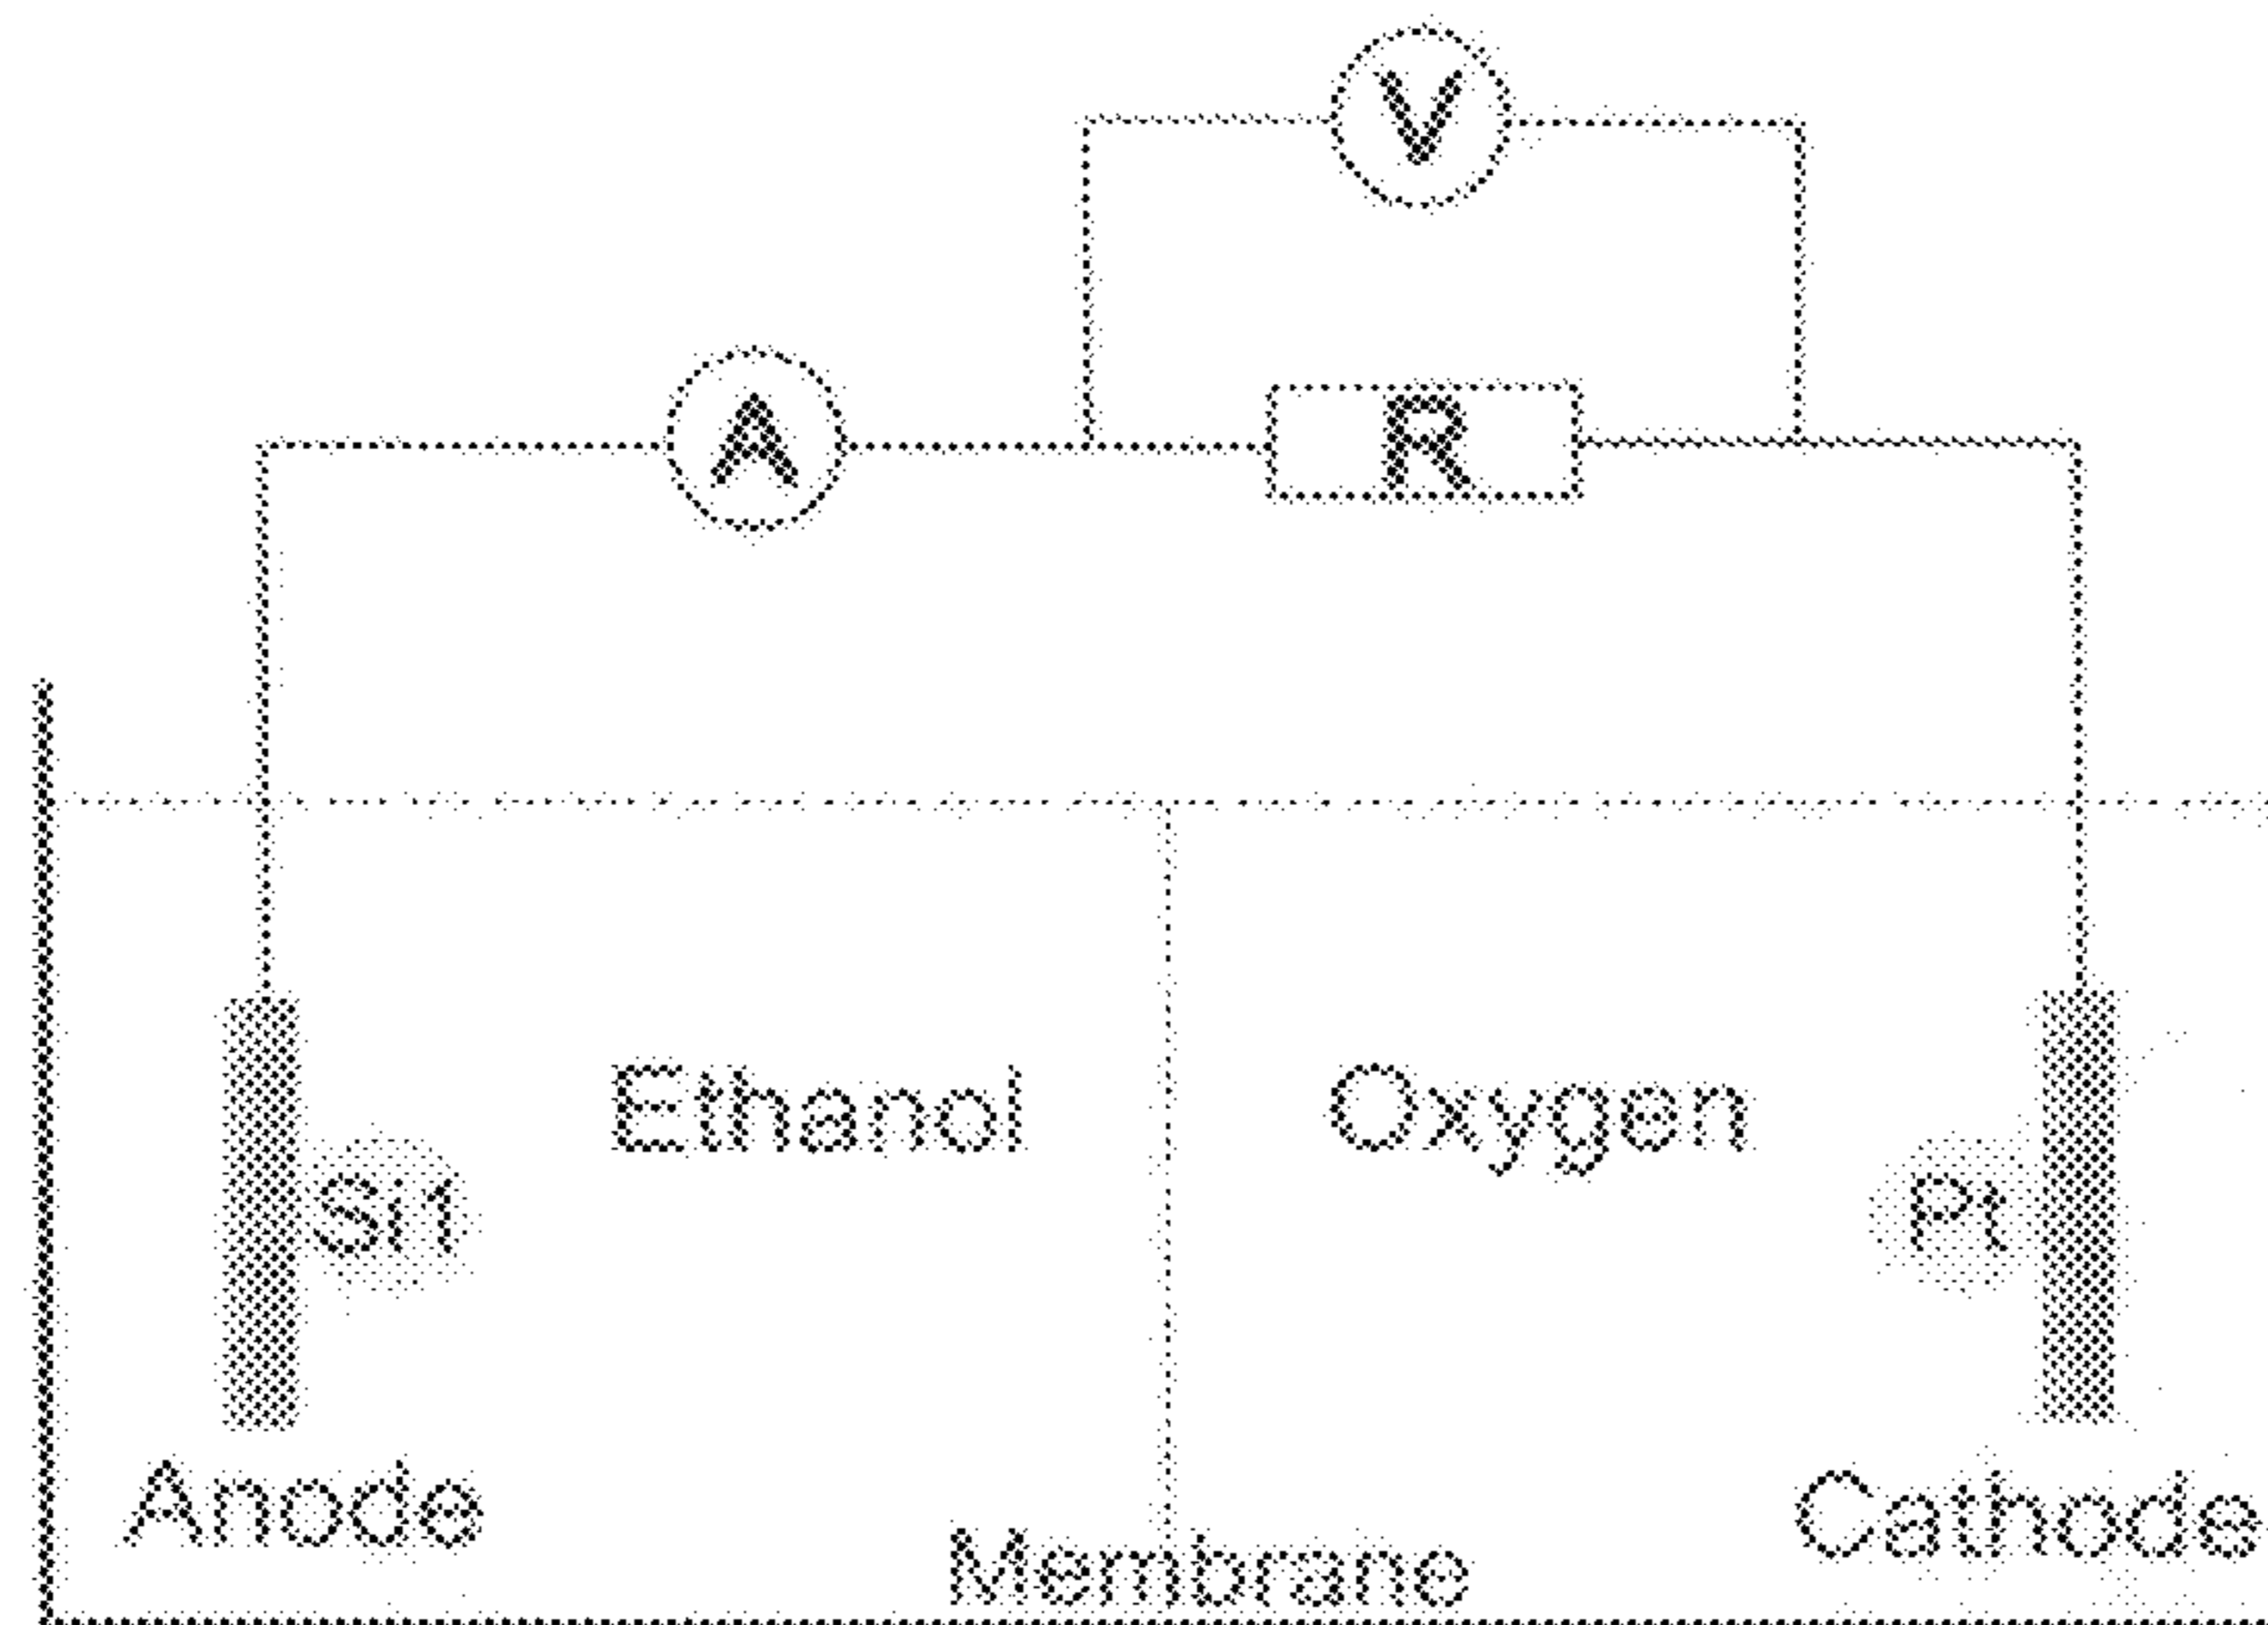 V
A
R
Ethanol
Oxygen
Si1
Pt
Anode
Cathode
Membrane